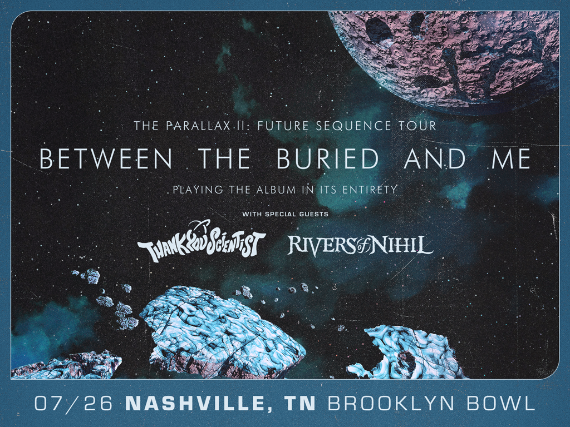 THE PARALLAX II: FUTURE SEQUENCE TOUR
BETWEEN THE BURIED AND ME
PLAYING THE ALBUM IN ITS ENTIRETY
WITH SPECIAL GUESTS
THANK YOU SCIENTIST RIVERS of NIHIL
07/26 NASHVILLE, TN BROOKLYN BOWL